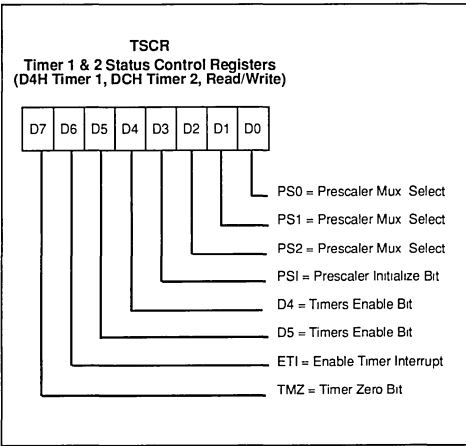 TSCR
Timer 1 & 2 Status Control Registers
(D4H Timer 1, DCH Timer 2, Read/Write)
D7 D6 D5 D4 D3 D2 D1 D0
PS0 = Prescaler Mux Select
PS1 = Prescaler Mux Select
PS2 = Prescaler Mux Select
PSI = Prescaler Initialize Bit
D4 = Timers Enable Bit
D5 = Timers Enable Bit
ETI = Enable Timer Interrupt
TMZ = Timer Zero Bit